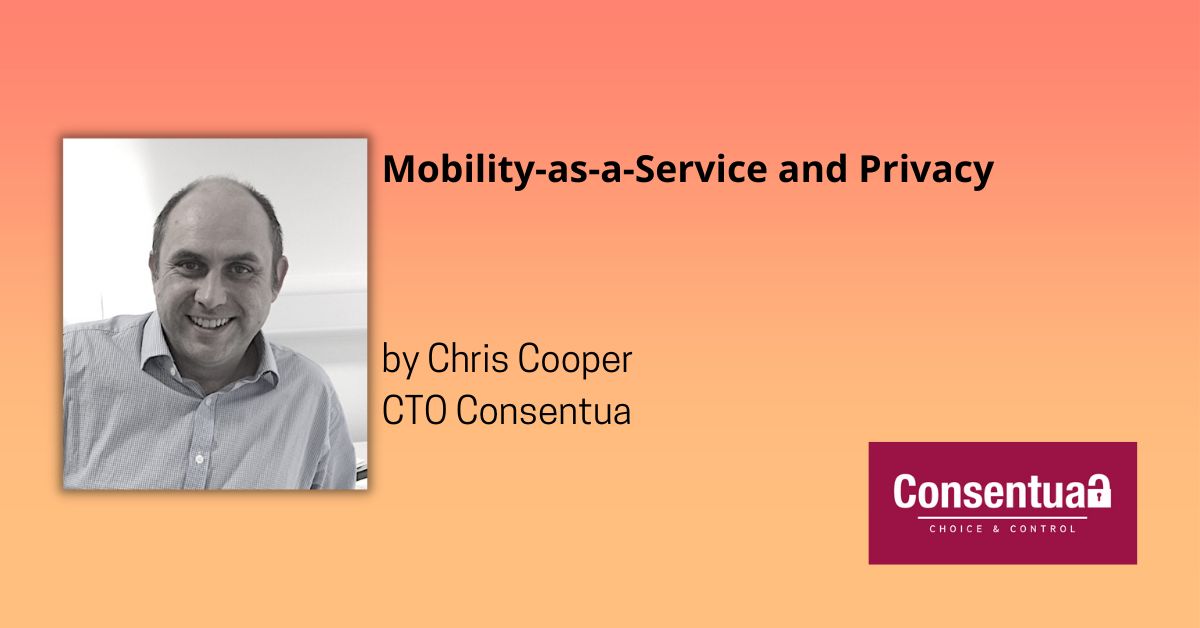 Mobility-as-a-Service and Privacy
by Chris Cooper
CTO Consentua
Consentua
CHOICE & CONTROL